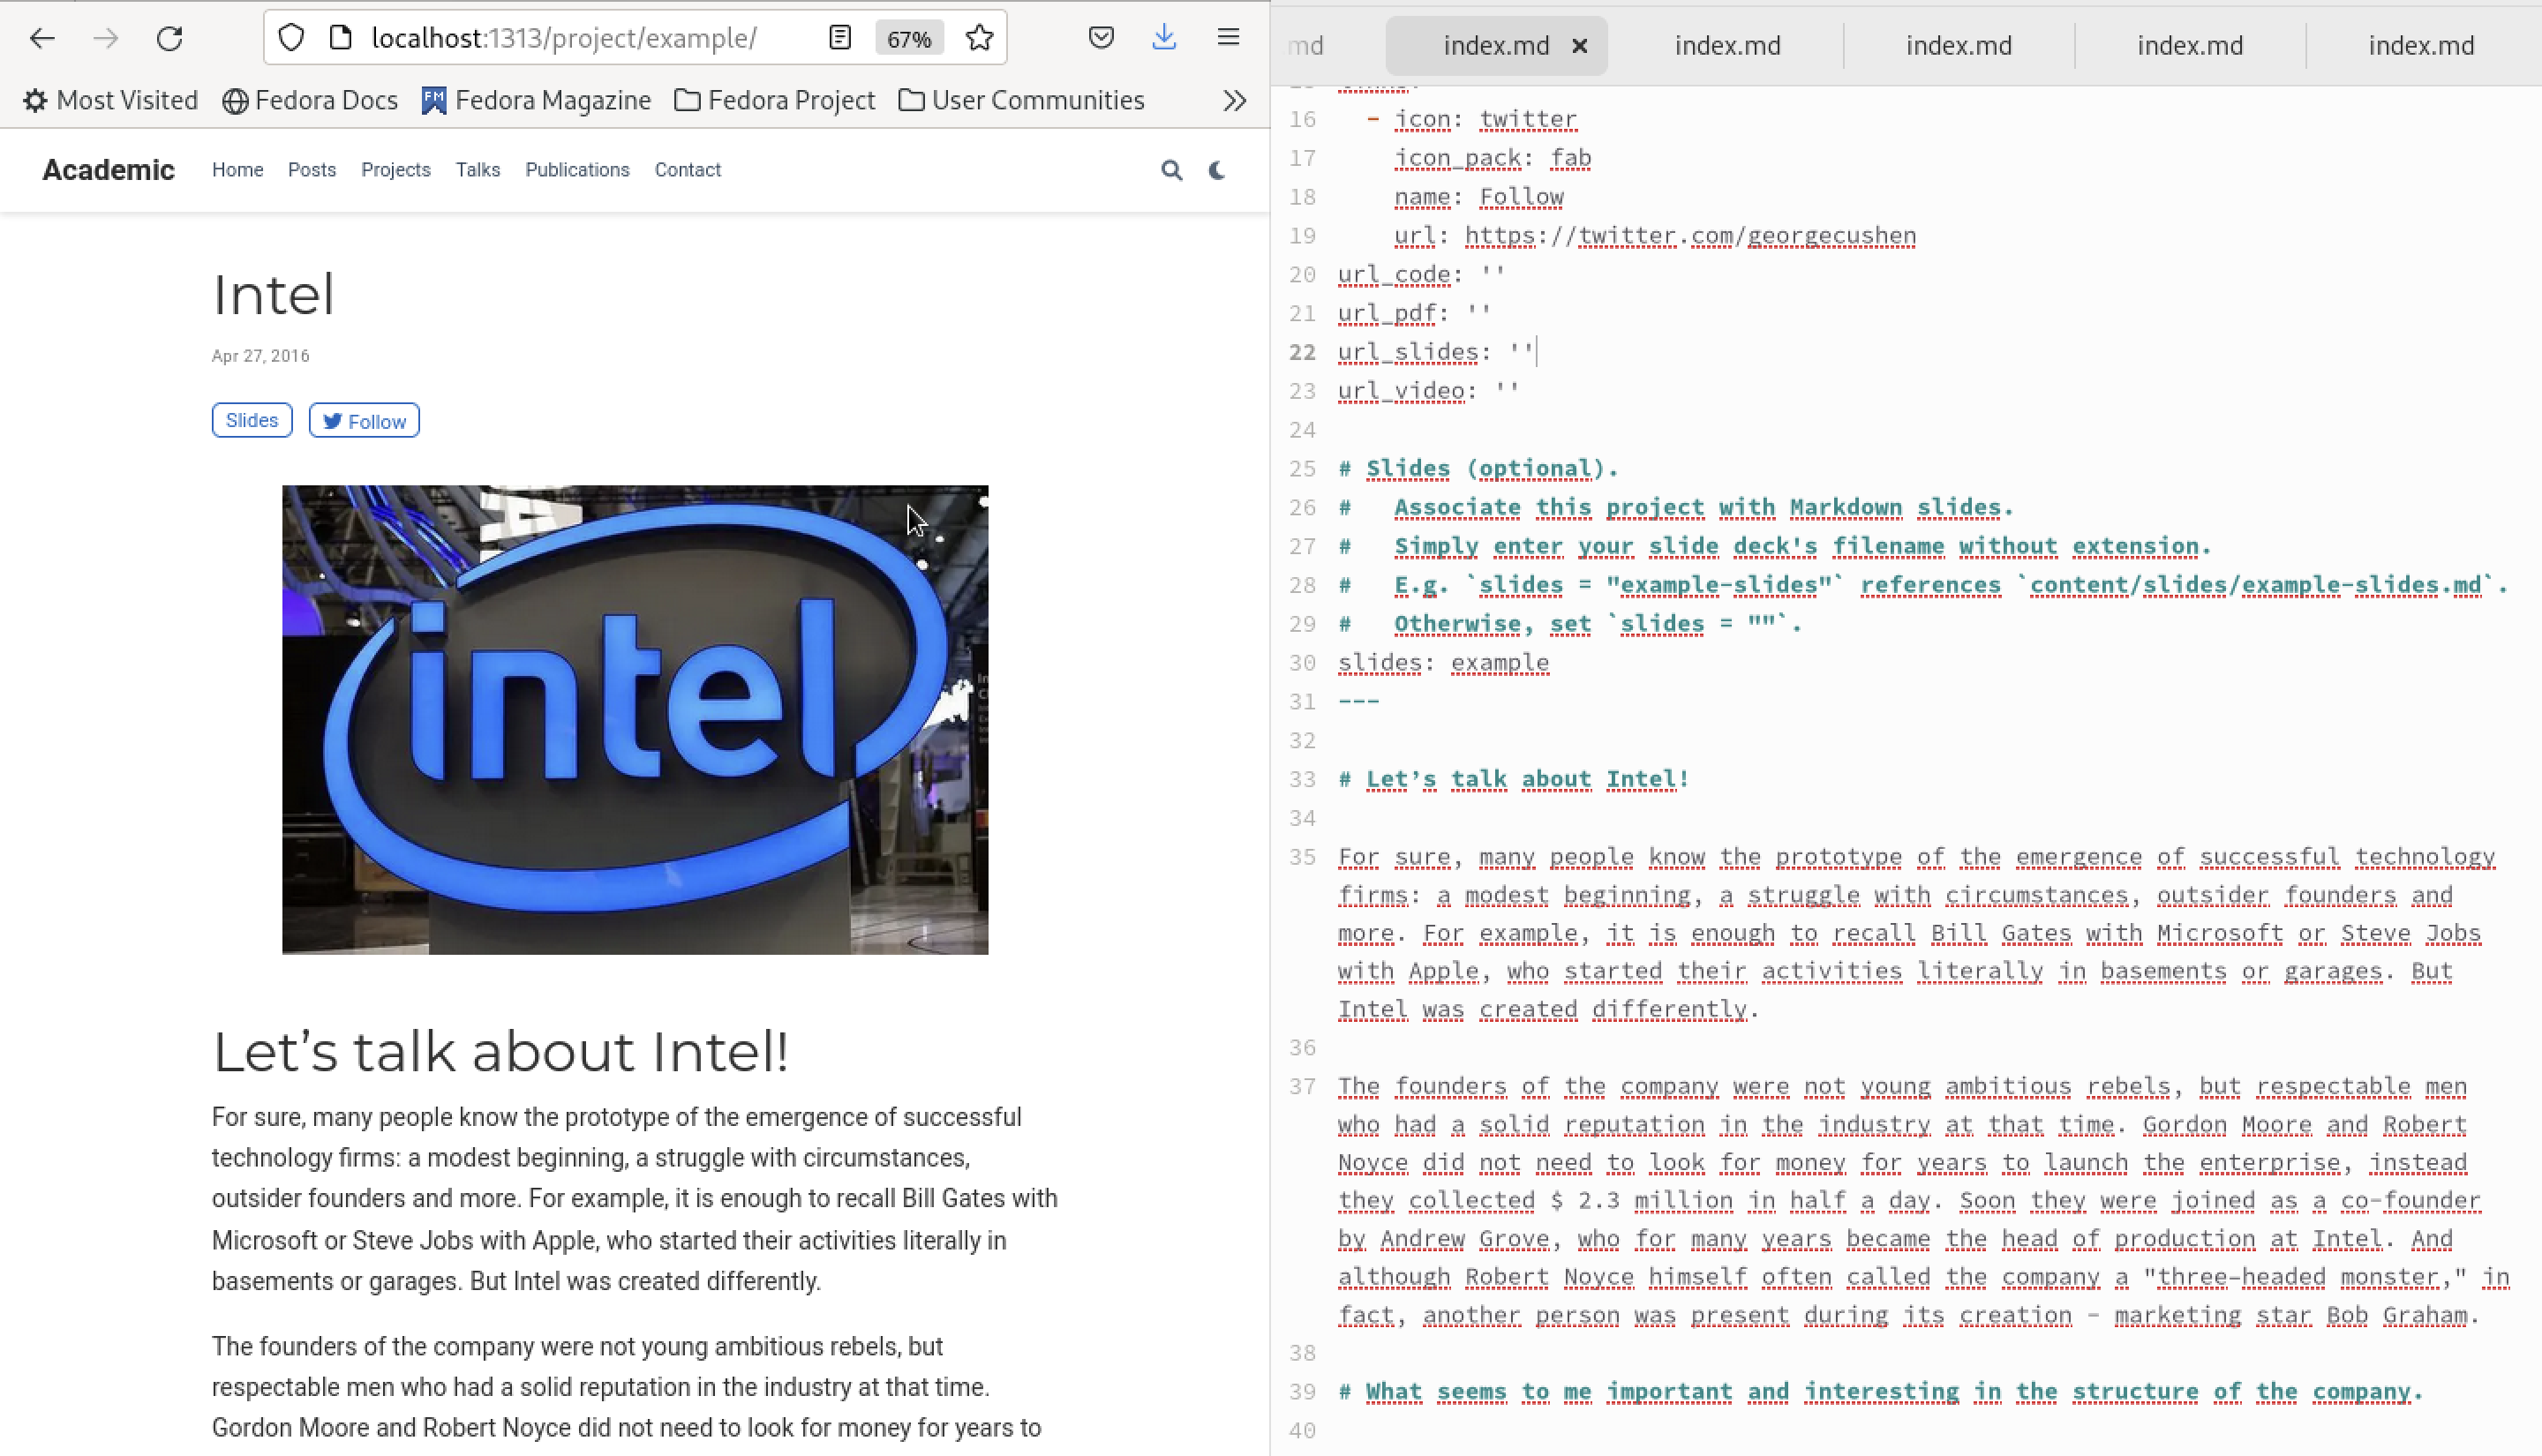 localhost:1313/project/example/
67%
Most Visited
Fedora Docs
FM
Fedora Magazine
Fedora Project
User Communities
Academic
Home
Posts
Projects
Talks
Publications
Contact
Intel
Apr 27, 2016
Slides
Follow
intel
Let’s talk about Intel!
For sure, many people know the prototype of the emergence of successful
technology firms: a modest beginning, a struggle with circumstances,
outsider founders and more. For example, it is enough to recall Bill Gates with
Microsoft or Steve Jobs with Apple, who started their activities literally in
basements or garages. But Intel was created differently.
The founders of the company were not young ambitious rebels, but
respectable men who had a solid reputation in the industry at that time.
Gordon Moore and Robert Noyce did not need to look for money for years to
md
index.md
index.md
index.md
index.md
index.md
16 - icon: twitter
17 icon_pack: fab
18 name: Follow
19 url: https://twitter.com/georgecushen
20 url_code: ''
21 url_pdf: ''
22 url_slides: ''
23 url_video: ''
24
25 # Slides (optional).
26 # Associate this project with Markdown slides.
27 # Simply enter your slide deck's filename without extension.
28 # E.g. `slides = "example-slides"` references `content/slides/example-slides.md`.
29 # Otherwise, set `slides = ""`.
30 slides: example
31 ---
32
33 # Let’s talk about Intel!
34
35 For sure, many people know the prototype of the emergence of successful technology
firms: a modest beginning, a struggle with circumstances, outsider founders and
more. For example, it is enough to recall Bill Gates with Microsoft or Steve Jobs
with Apple, who started their activities literally in basements or garages. But
Intel was created differently.
36
37 The founders of the company were not young ambitious rebels, but respectable men
who had a solid reputation in the industry at that time. Gordon Moore and Robert
Noyce did not need to look for money for years to launch the enterprise, instead
they collected $ 2.3 million in half a day. Soon they were joined as a co-founder
by Andrew Grove, who for many years became the head of production at Intel. And
although Robert Noyce himself often called the company a "three-headed monster," in
fact, another person was present during its creation – marketing star Bob Graham.
38
39 # What seems to me important and interesting in the structure of the company.
40